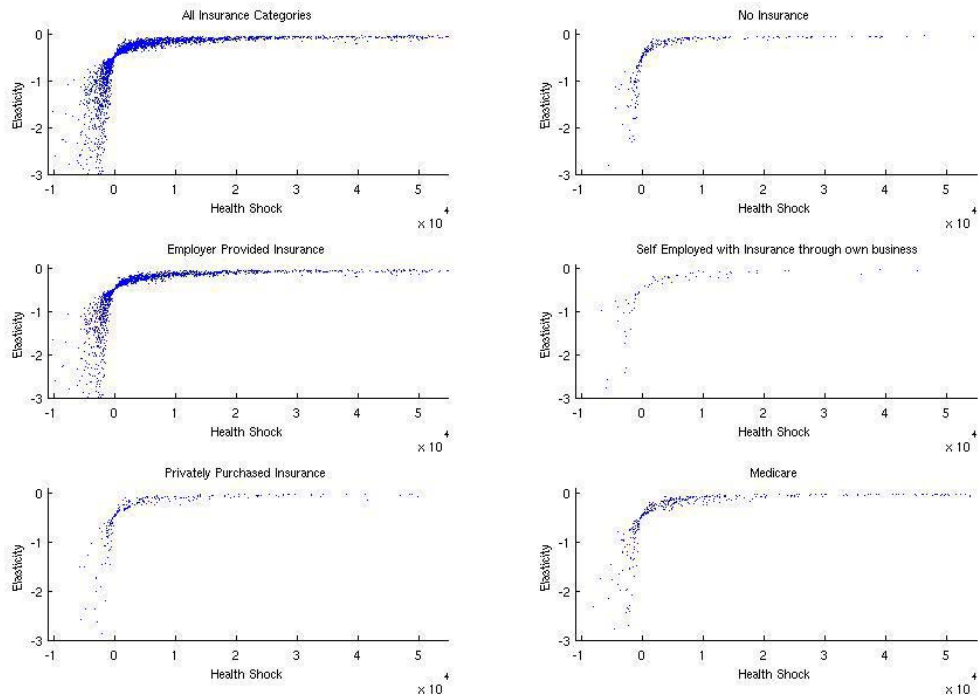 All Insurance Categories
0
-1
-2
-3
Elasticity
-1 0 1 2 3 4 5
Health Shock
x 10 4
No Insurance
0
-1
-2
-3
Elasticity
-1 0 1 2 3 4 5
Health Shock
x 10 4
Employer Provided Insurance
0
-1
-2
-3
Elasticity
-1 0 1 2 3 4 5
Health Shock
x 10 4
Self Employed with Insurance through own business
0
-1
-2
-3
Elasticity
-1 0 1 2 3 4 5
Health Shock
x 10 4
Privately Purchased Insurance
0
-1
-2
-3
Elasticity
-1 0 1 2 3 4 5
Health Shock
x 10 4
Medicare
0
-1
-2
-3
Elasticity
-1 0 1 2 3 4 5
Health Shock
x 10 4